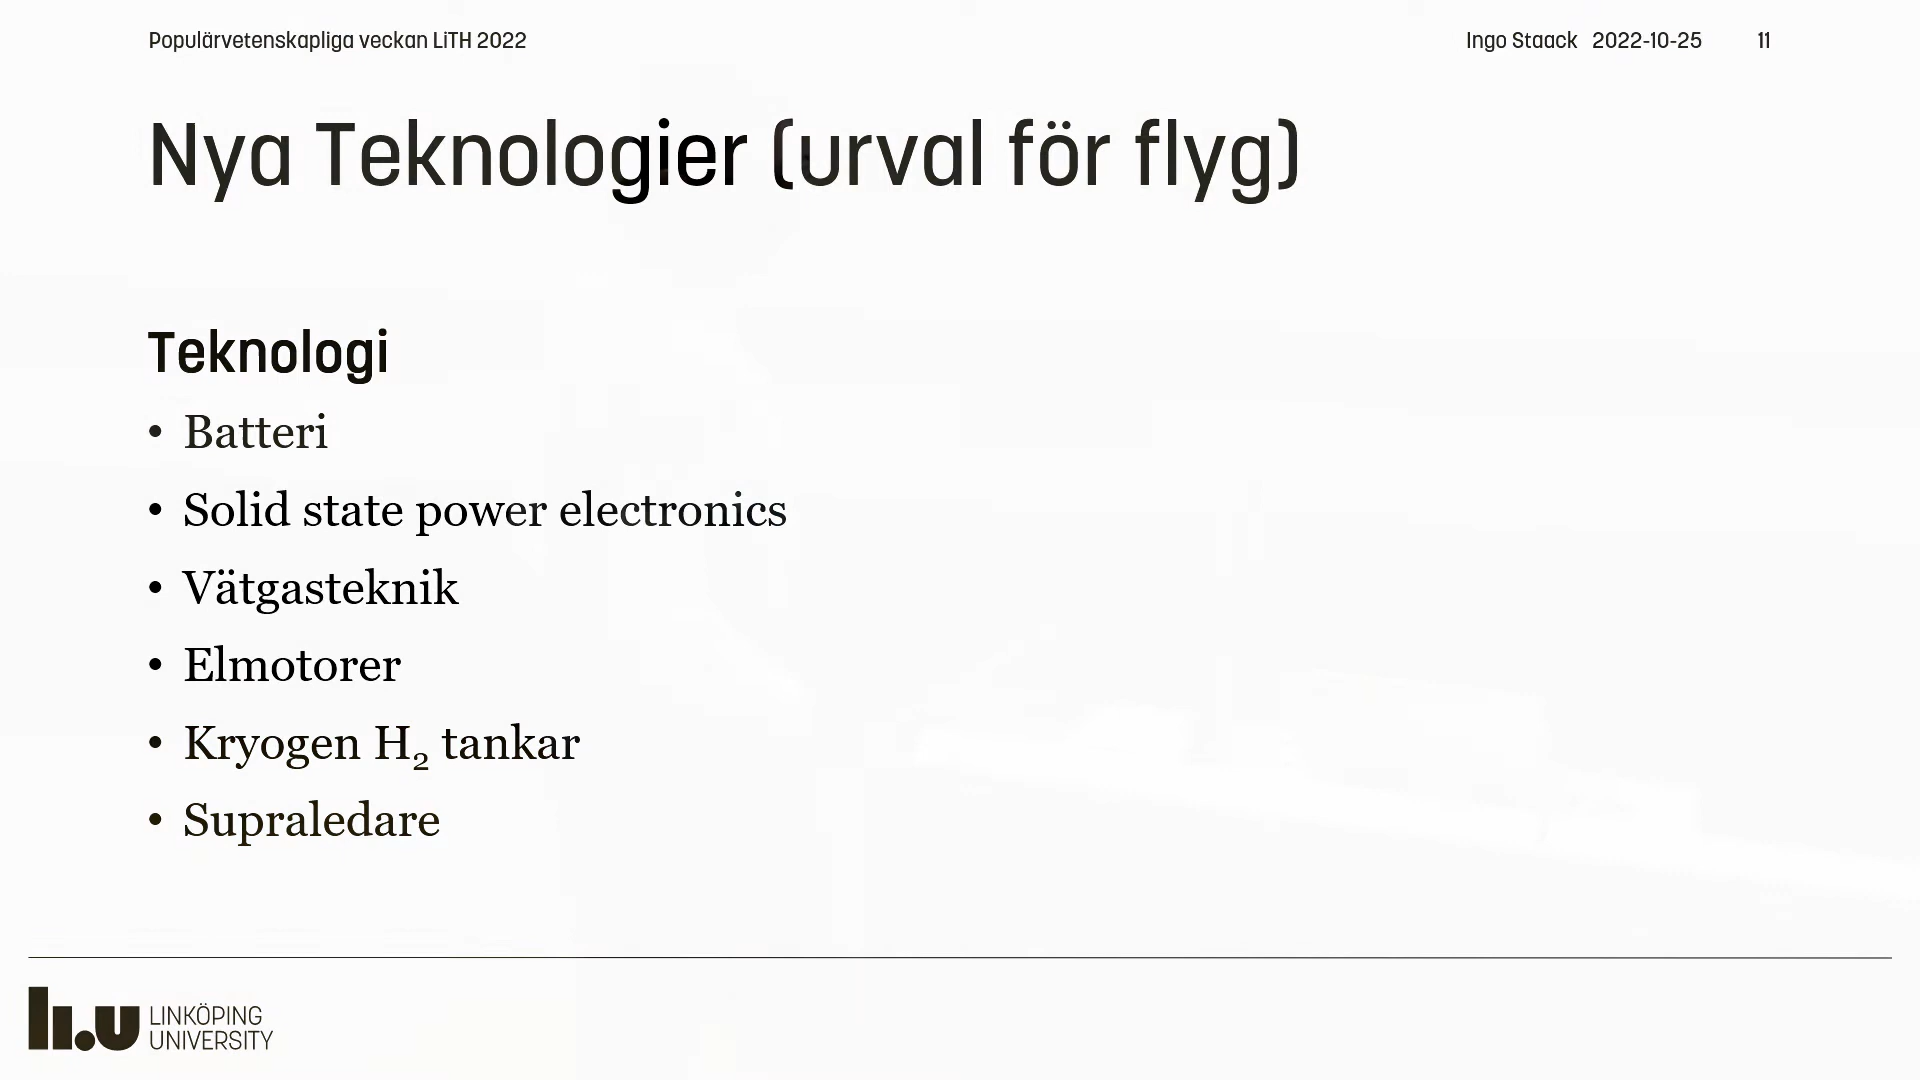 Populärvetenskapliga veckan LiTH 2022
Ingo Staack 2022-10-25 11
Nya Teknologier (urval för flyg)
Teknologi
• Batteri
• Solid state power electronics
• Vätgasteknik
• Elmotorer
• Kryogen H₂ tankar
• Supraledare
li.u LINKÖPING
UNIVERSITY